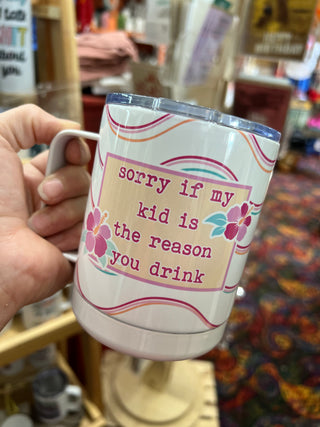 sorry if my
kid is
the reason
you drink